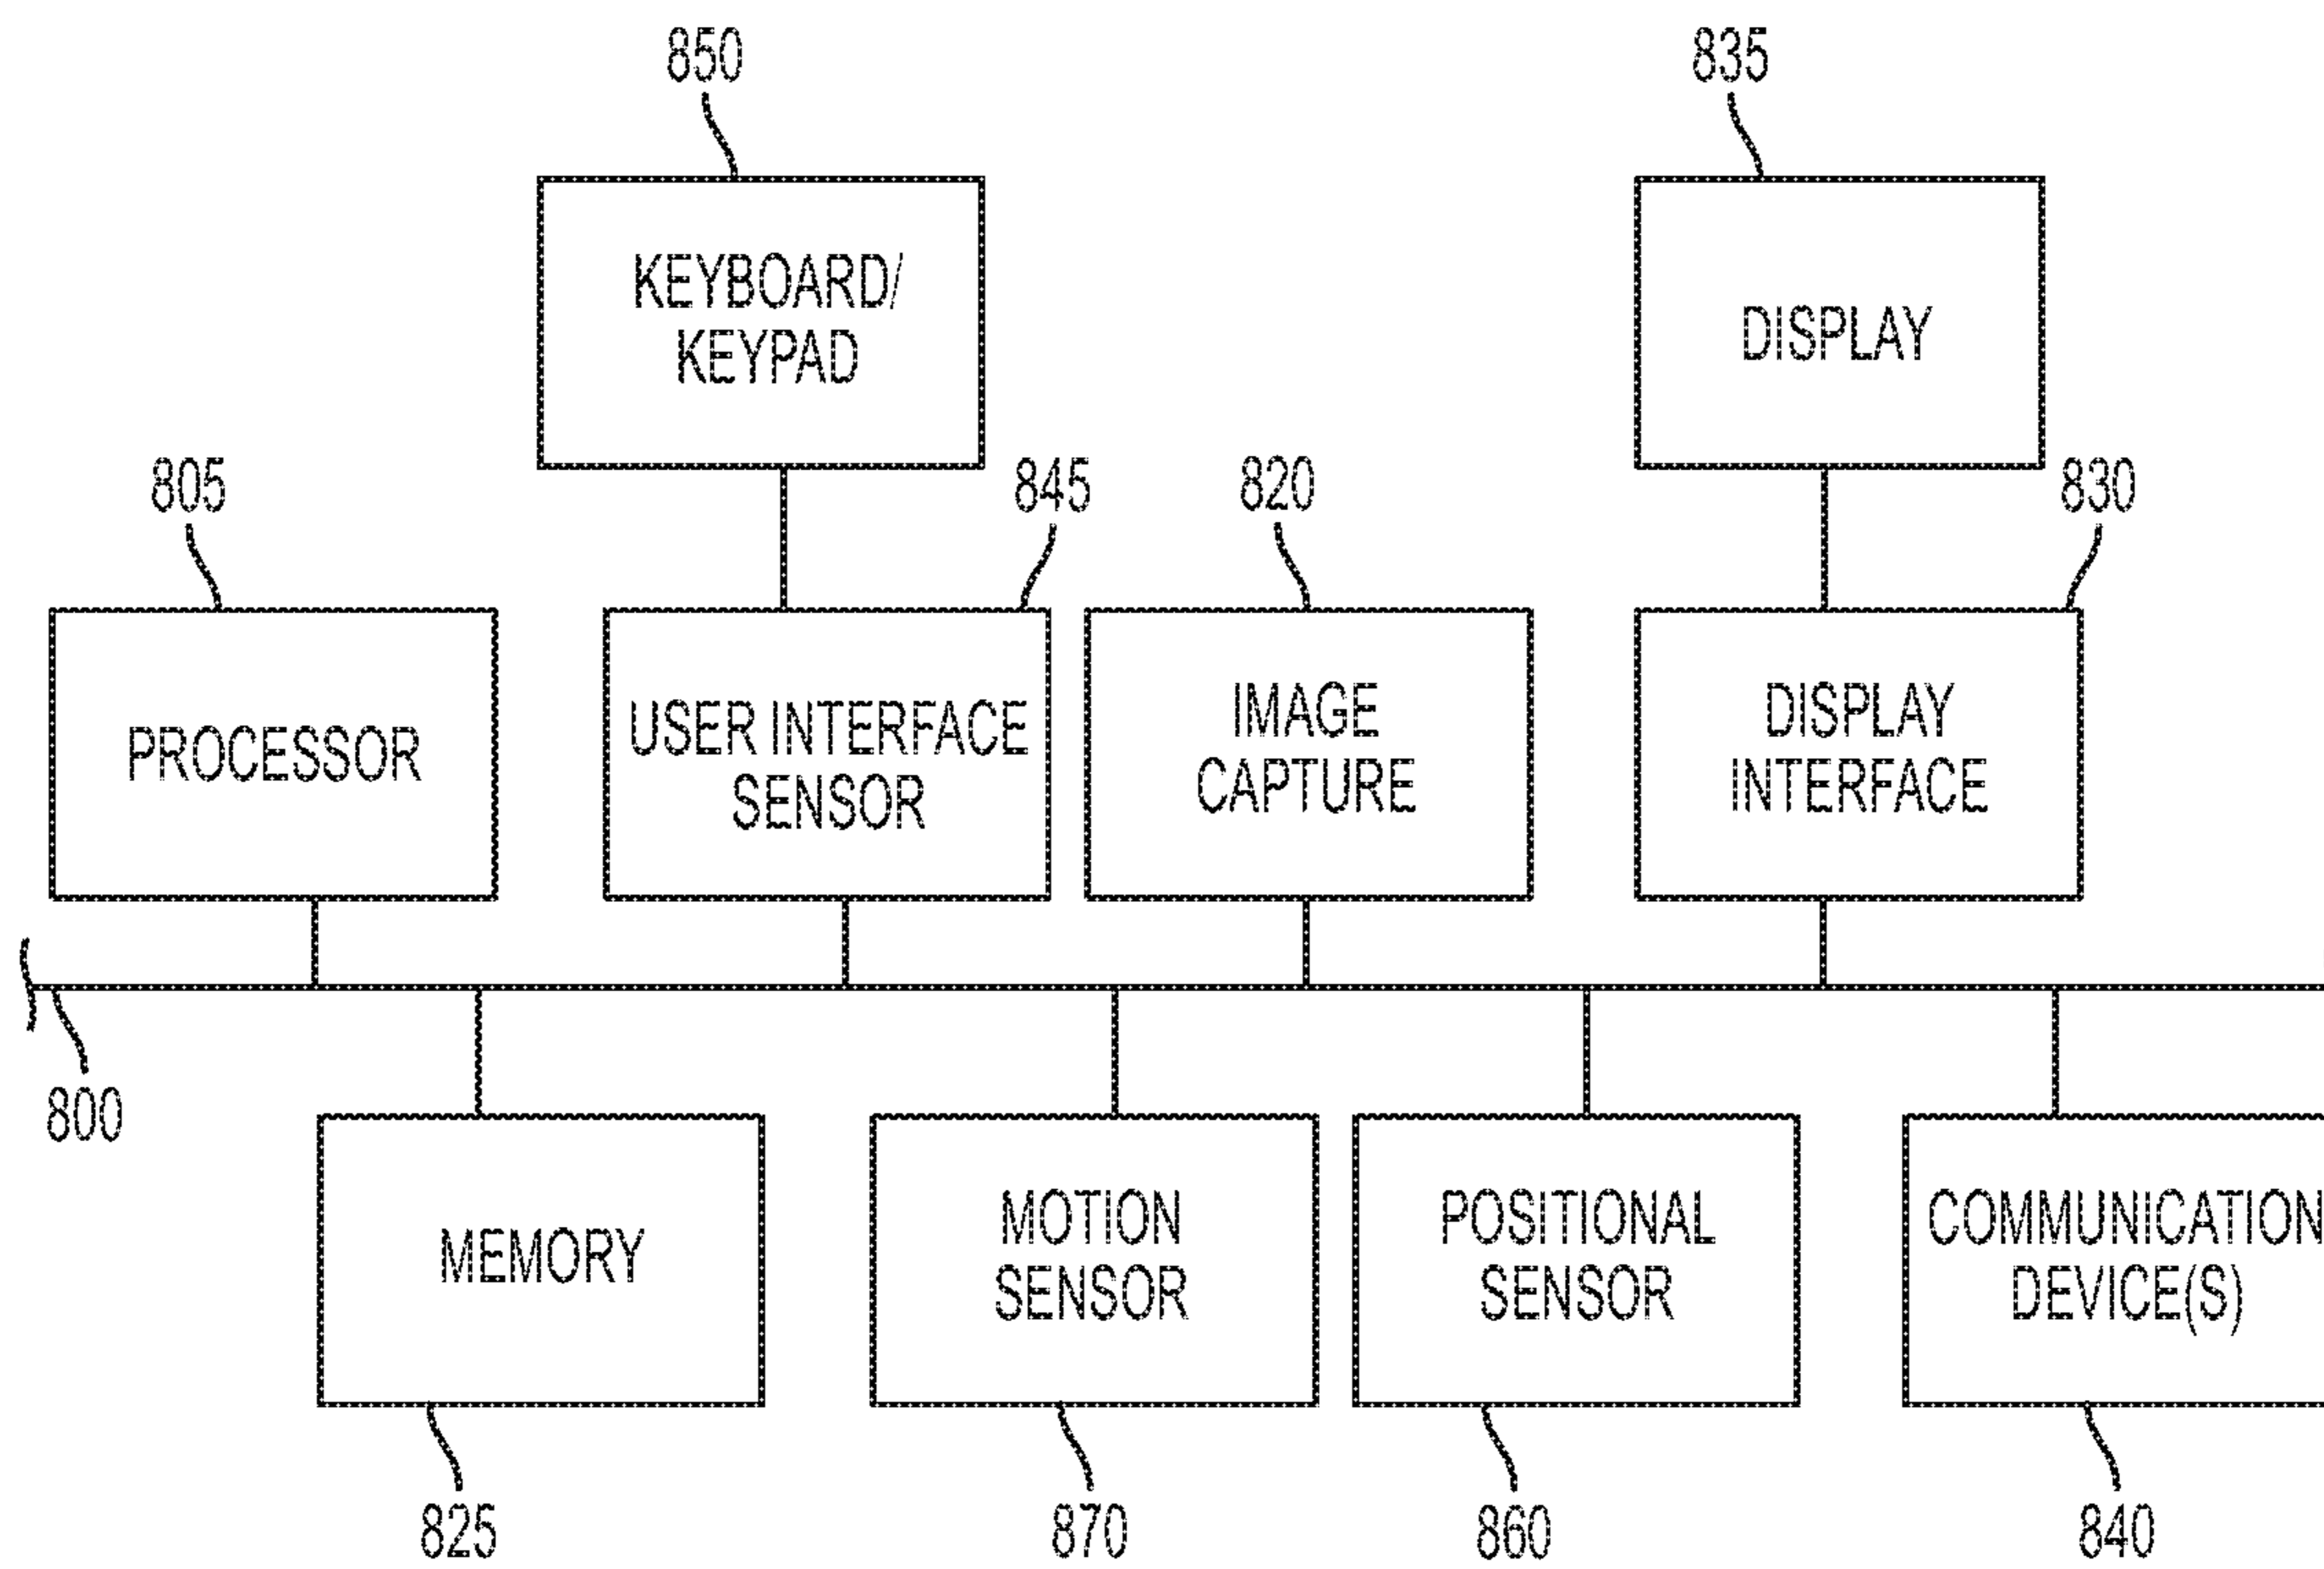 850
835
KEYBOARD/
KEYPAD
DISPLAY
805
845
820
830
PROCESSOR
USER INTERFACE
SENSOR
IMAGE
CAPTURE
DISPLAY
INTERFACE
800
MEMORY
MOTION
SENSOR
POSITIONAL
SENSOR
COMMUNICATION
DEVICE(S)
825
870
860
840